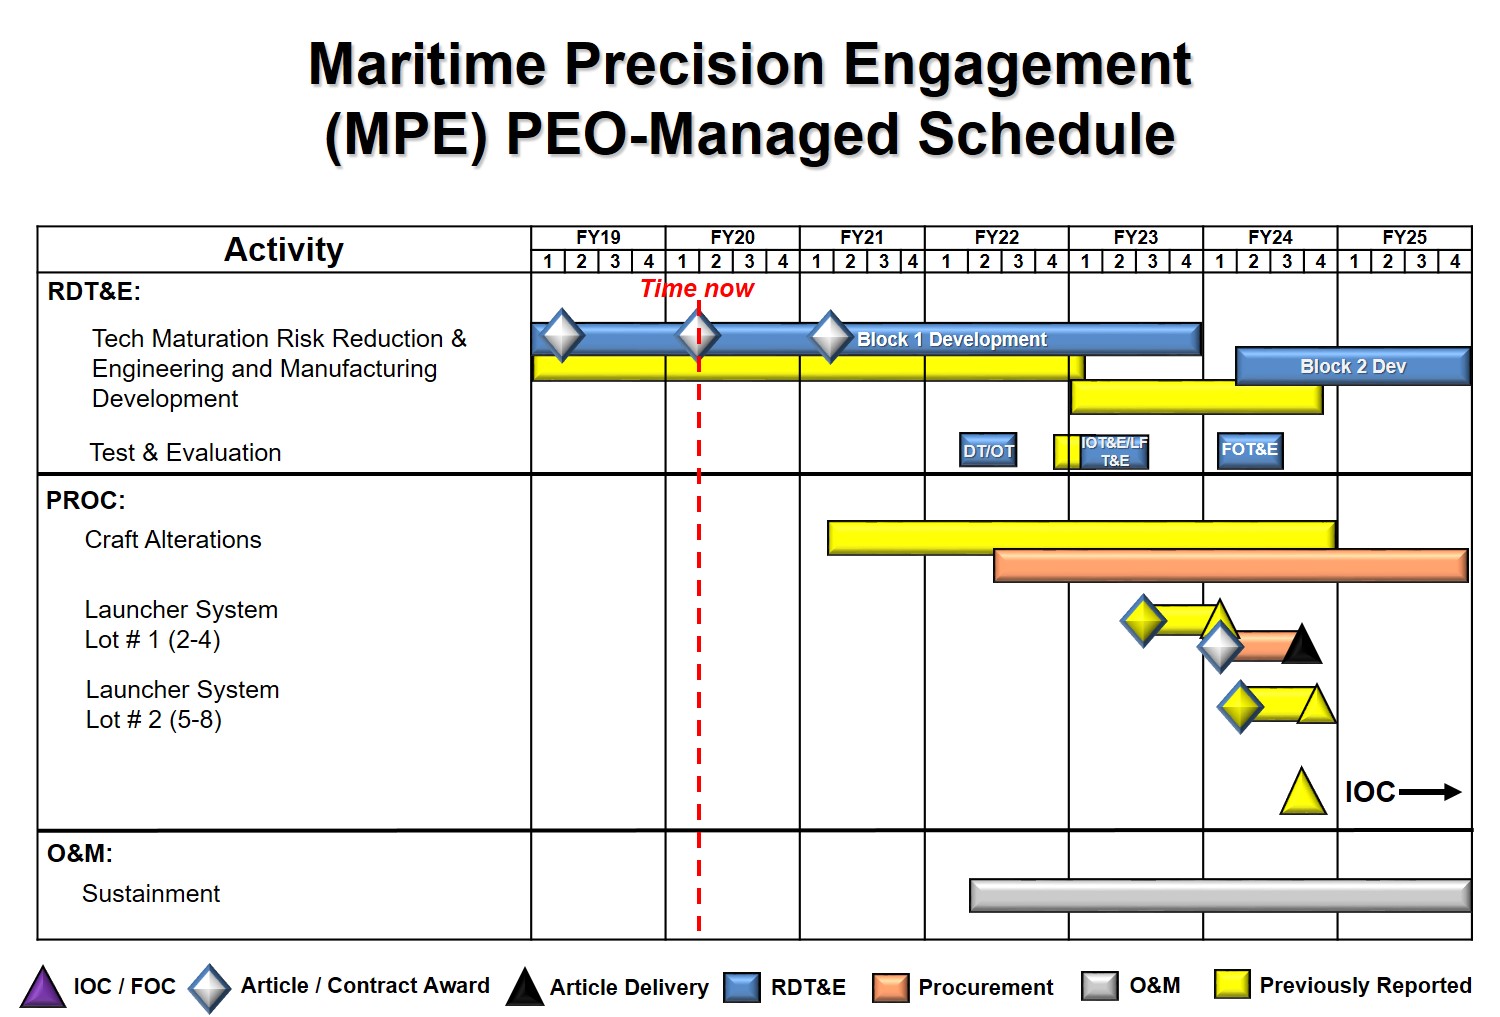 Maritime Precision Engagement
(MPE) PEO-Managed Schedule
Activity
FY19 FY20 FY21 FY22 FY23 FY24 FY25
1 2 3 4 1 2 3 4 1 2 3 4 1 2 3 4 1 2 3 4 1 2 3 4 1 2 3 4
RDT&E:
Time now
Tech Maturation Risk Reduction &
Engineering and Manufacturing
Development
Block 1 Development
Block 2 Dev
Test & Evaluation
DT/OT
IOT&E/LF
T&E
FOT&E
PROC:
Craft Alterations
Launcher System
Lot # 1 (2-4)
Launcher System
Lot # 2 (5-8)
IOC
O&M:
Sustainment
IOC / FOC Article / Contract Award Article Delivery RDT&E Procurement O&M Previously Reported